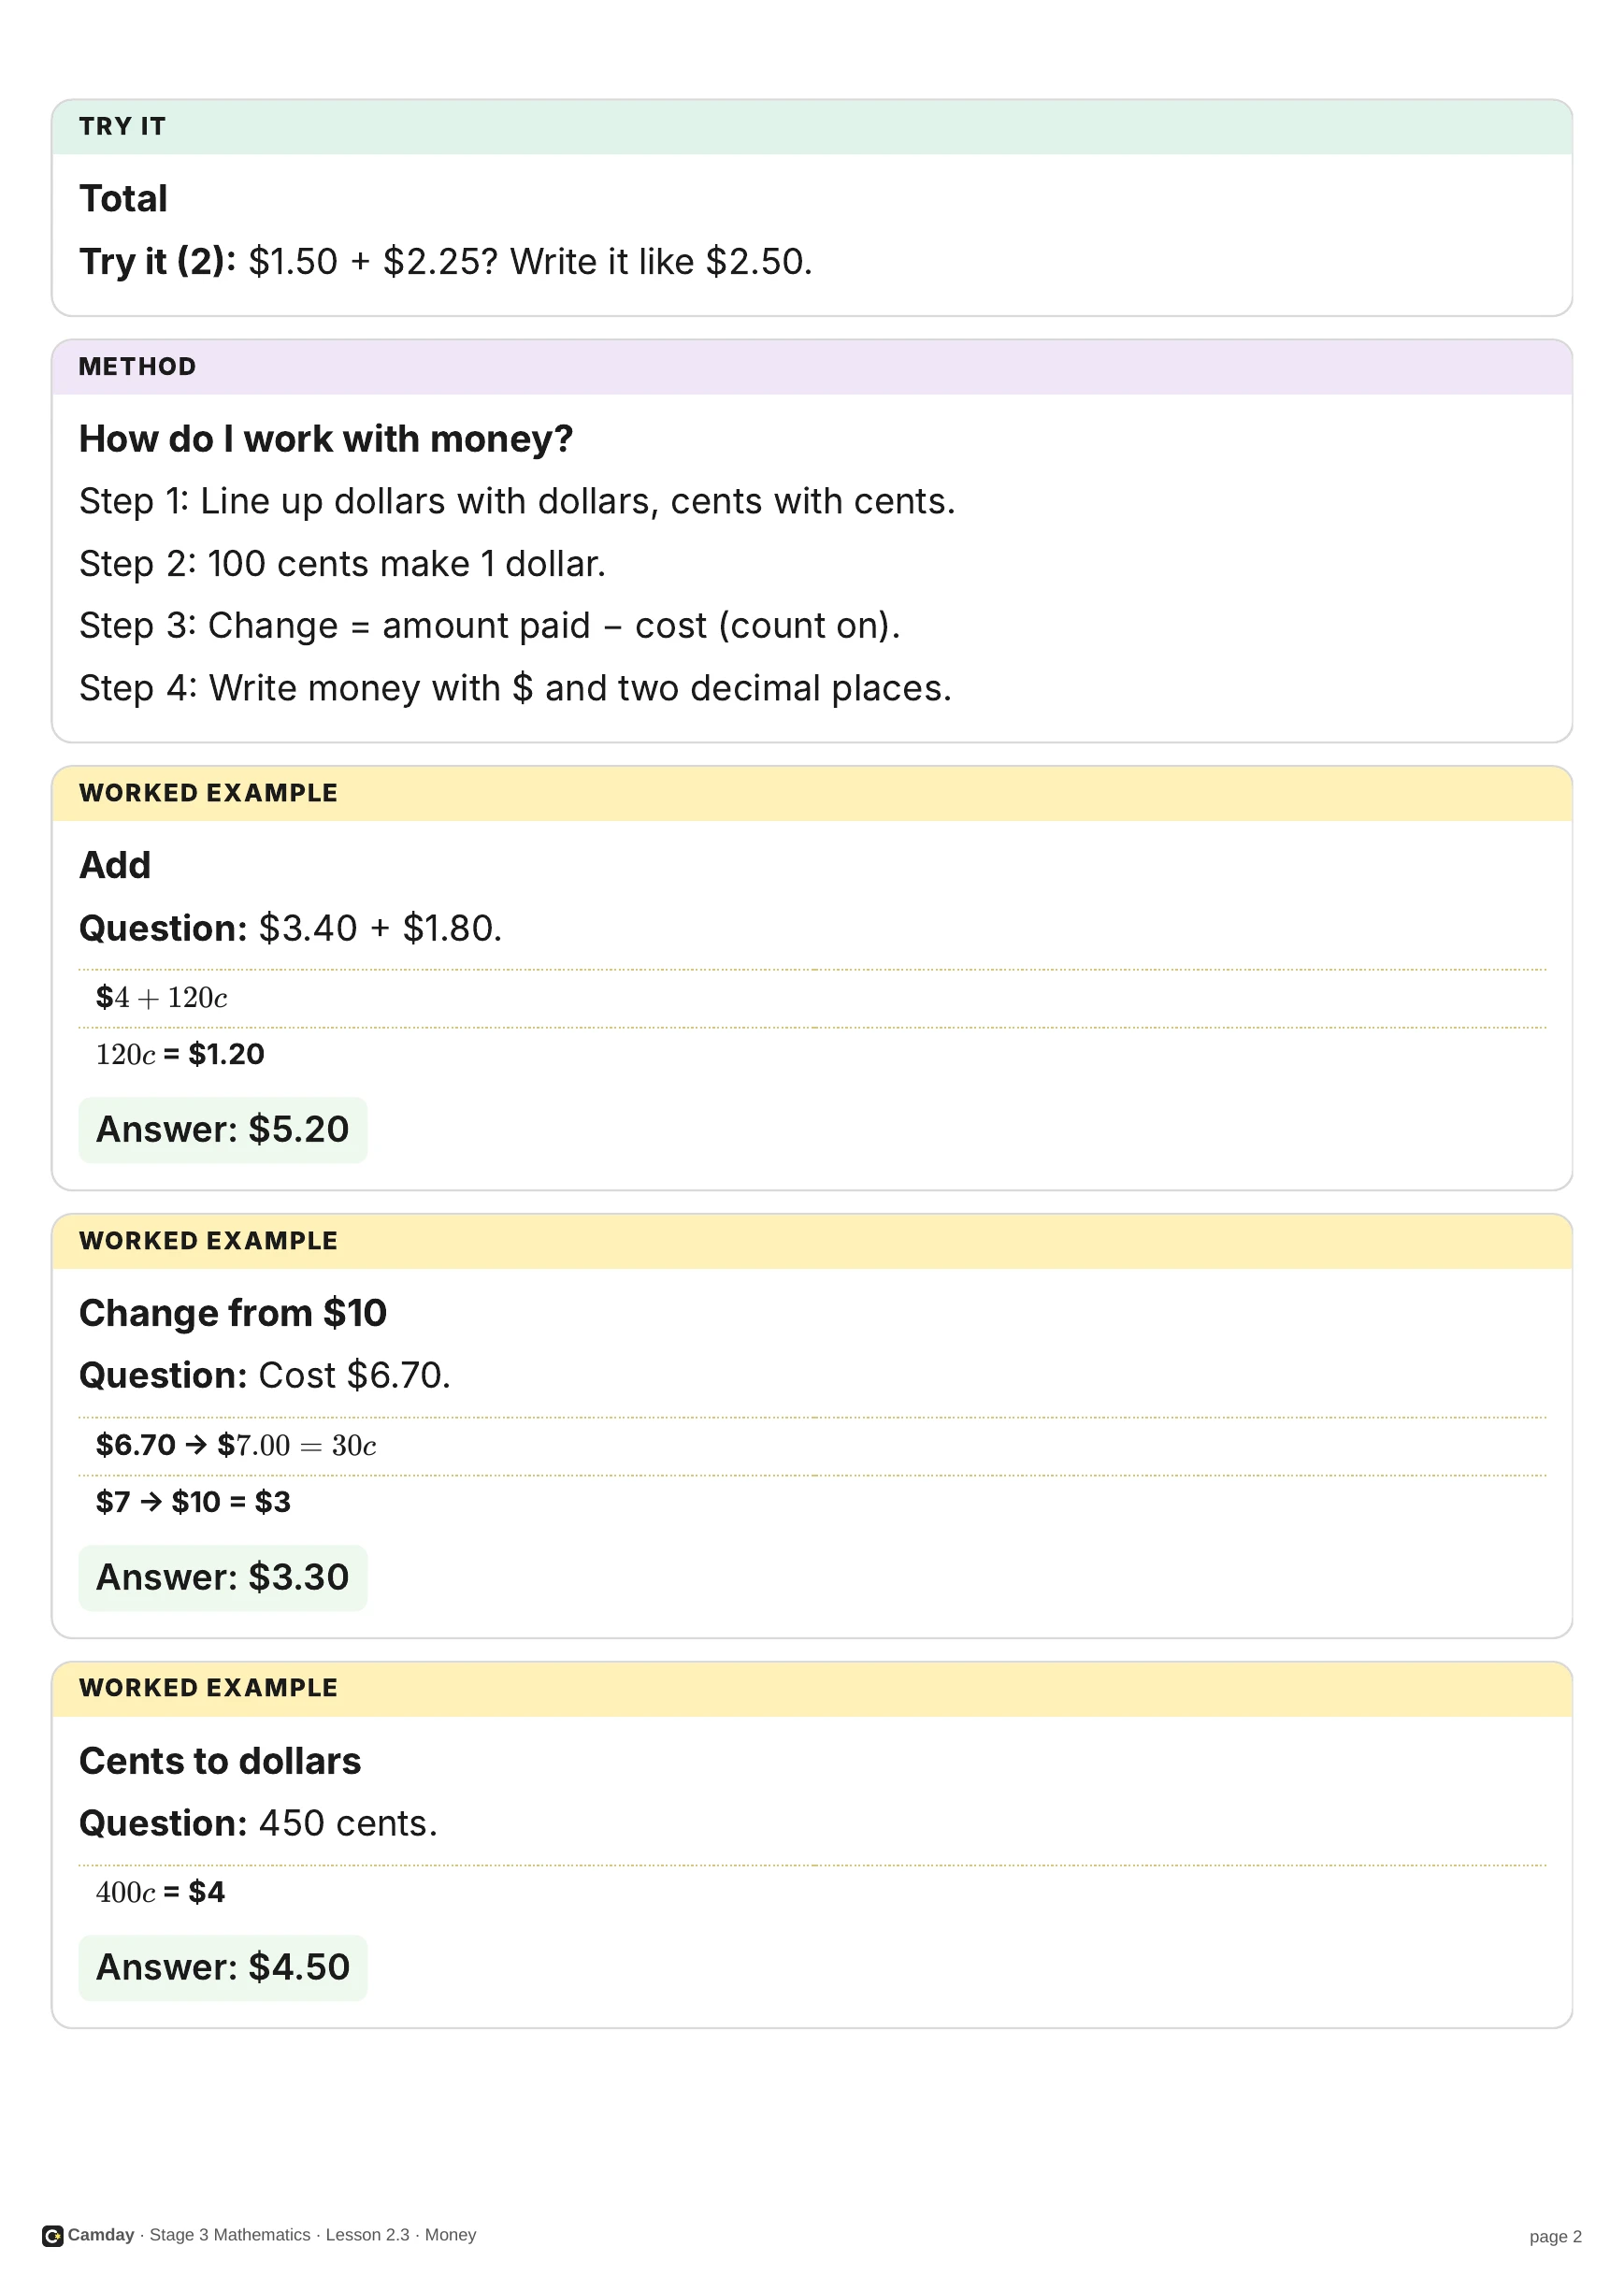 TRY IT
Total
Try it (2): $1.50 + $2.25? Write it like $2.50.
METHOD
How do I work with money?
Step 1: Line up dollars with dollars, cents with cents.
Step 2: 100 cents make 1 dollar.
Step 3: Change = amount paid − cost (count on).
Step 4: Write money with $ and two decimal places.
WORKED EXAMPLE
Add
Question: $3.40 + $1.80.
$4 + 120c
120c = $1.20
Answer: $5.20
WORKED EXAMPLE
Change from $10
Question: Cost $6.70.
$6.70 → $7.00 = 30c
$7 → $10 = $3
Answer: $3.30
WORKED EXAMPLE
Cents to dollars
Question: 450 cents.
400c = $4
Answer: $4.50
Camday · Stage 3 Mathematics · Lesson 2.3 · Money
page 2